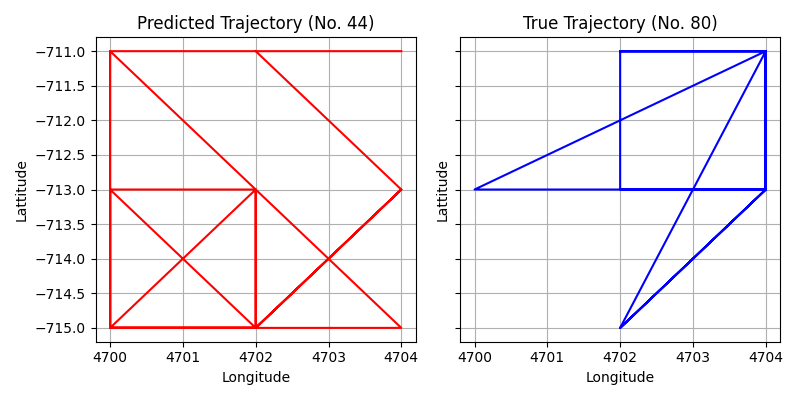 Predicted Trajectory (No. 44)
True Trajectory (No. 80)
−711.0
−711.5
−712.0
−712.5
−713.0
−713.5
−714.0
−714.5
−715.0
Lattitude
Lattitude
4700 4701 4702 4703 4704
4700 4701 4702 4703 4704
Longitude
Longitude